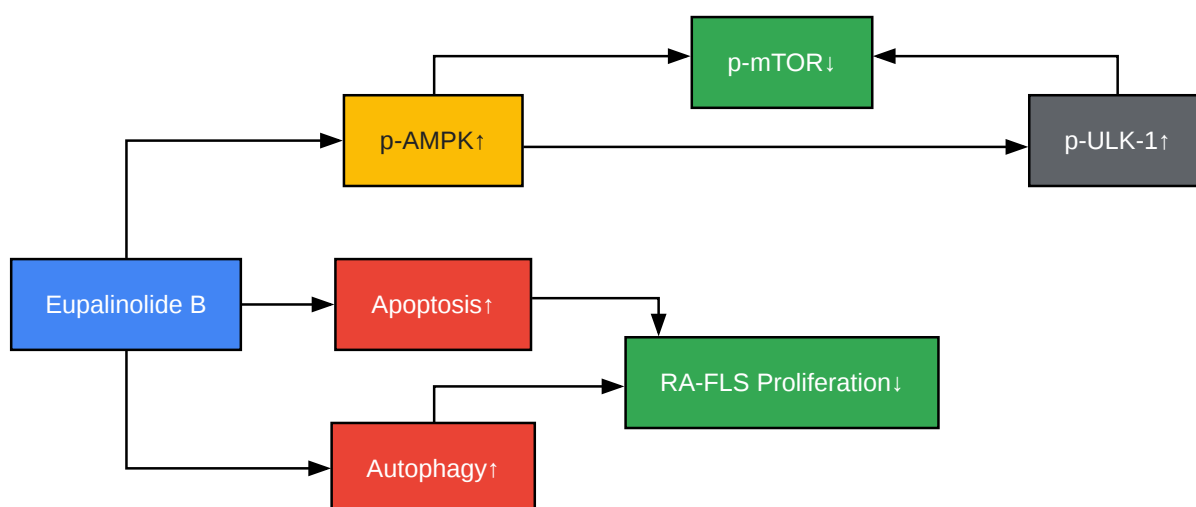 p-mTOR↓
p-AMPK↑
p-ULK-1↑
Eupalinolide B
Apoptosis↑
RA-FLS Proliferation↓
Autophagy↑